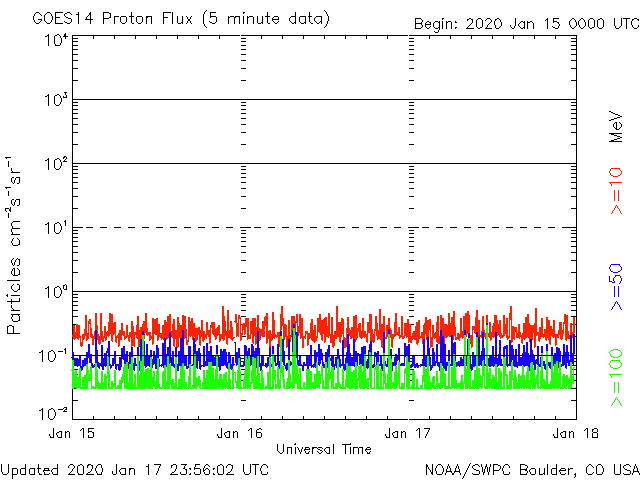 GOES14 Proton Flux (5 minute data)
Begin: 2020 Jan 15 0000 UTC
10⁴
10³
10²
10¹
10⁰
10⁻¹
10⁻²
Particles cm⁻²s⁻¹sr⁻¹
Jan 15
Jan 16
Jan 17
Jan 18
Universal Time
>=10
>=50
>=100
MeV
Updated 2020 Jan 17 23:56:02 UTC
NOAA/SWPC Boulder, CO USA